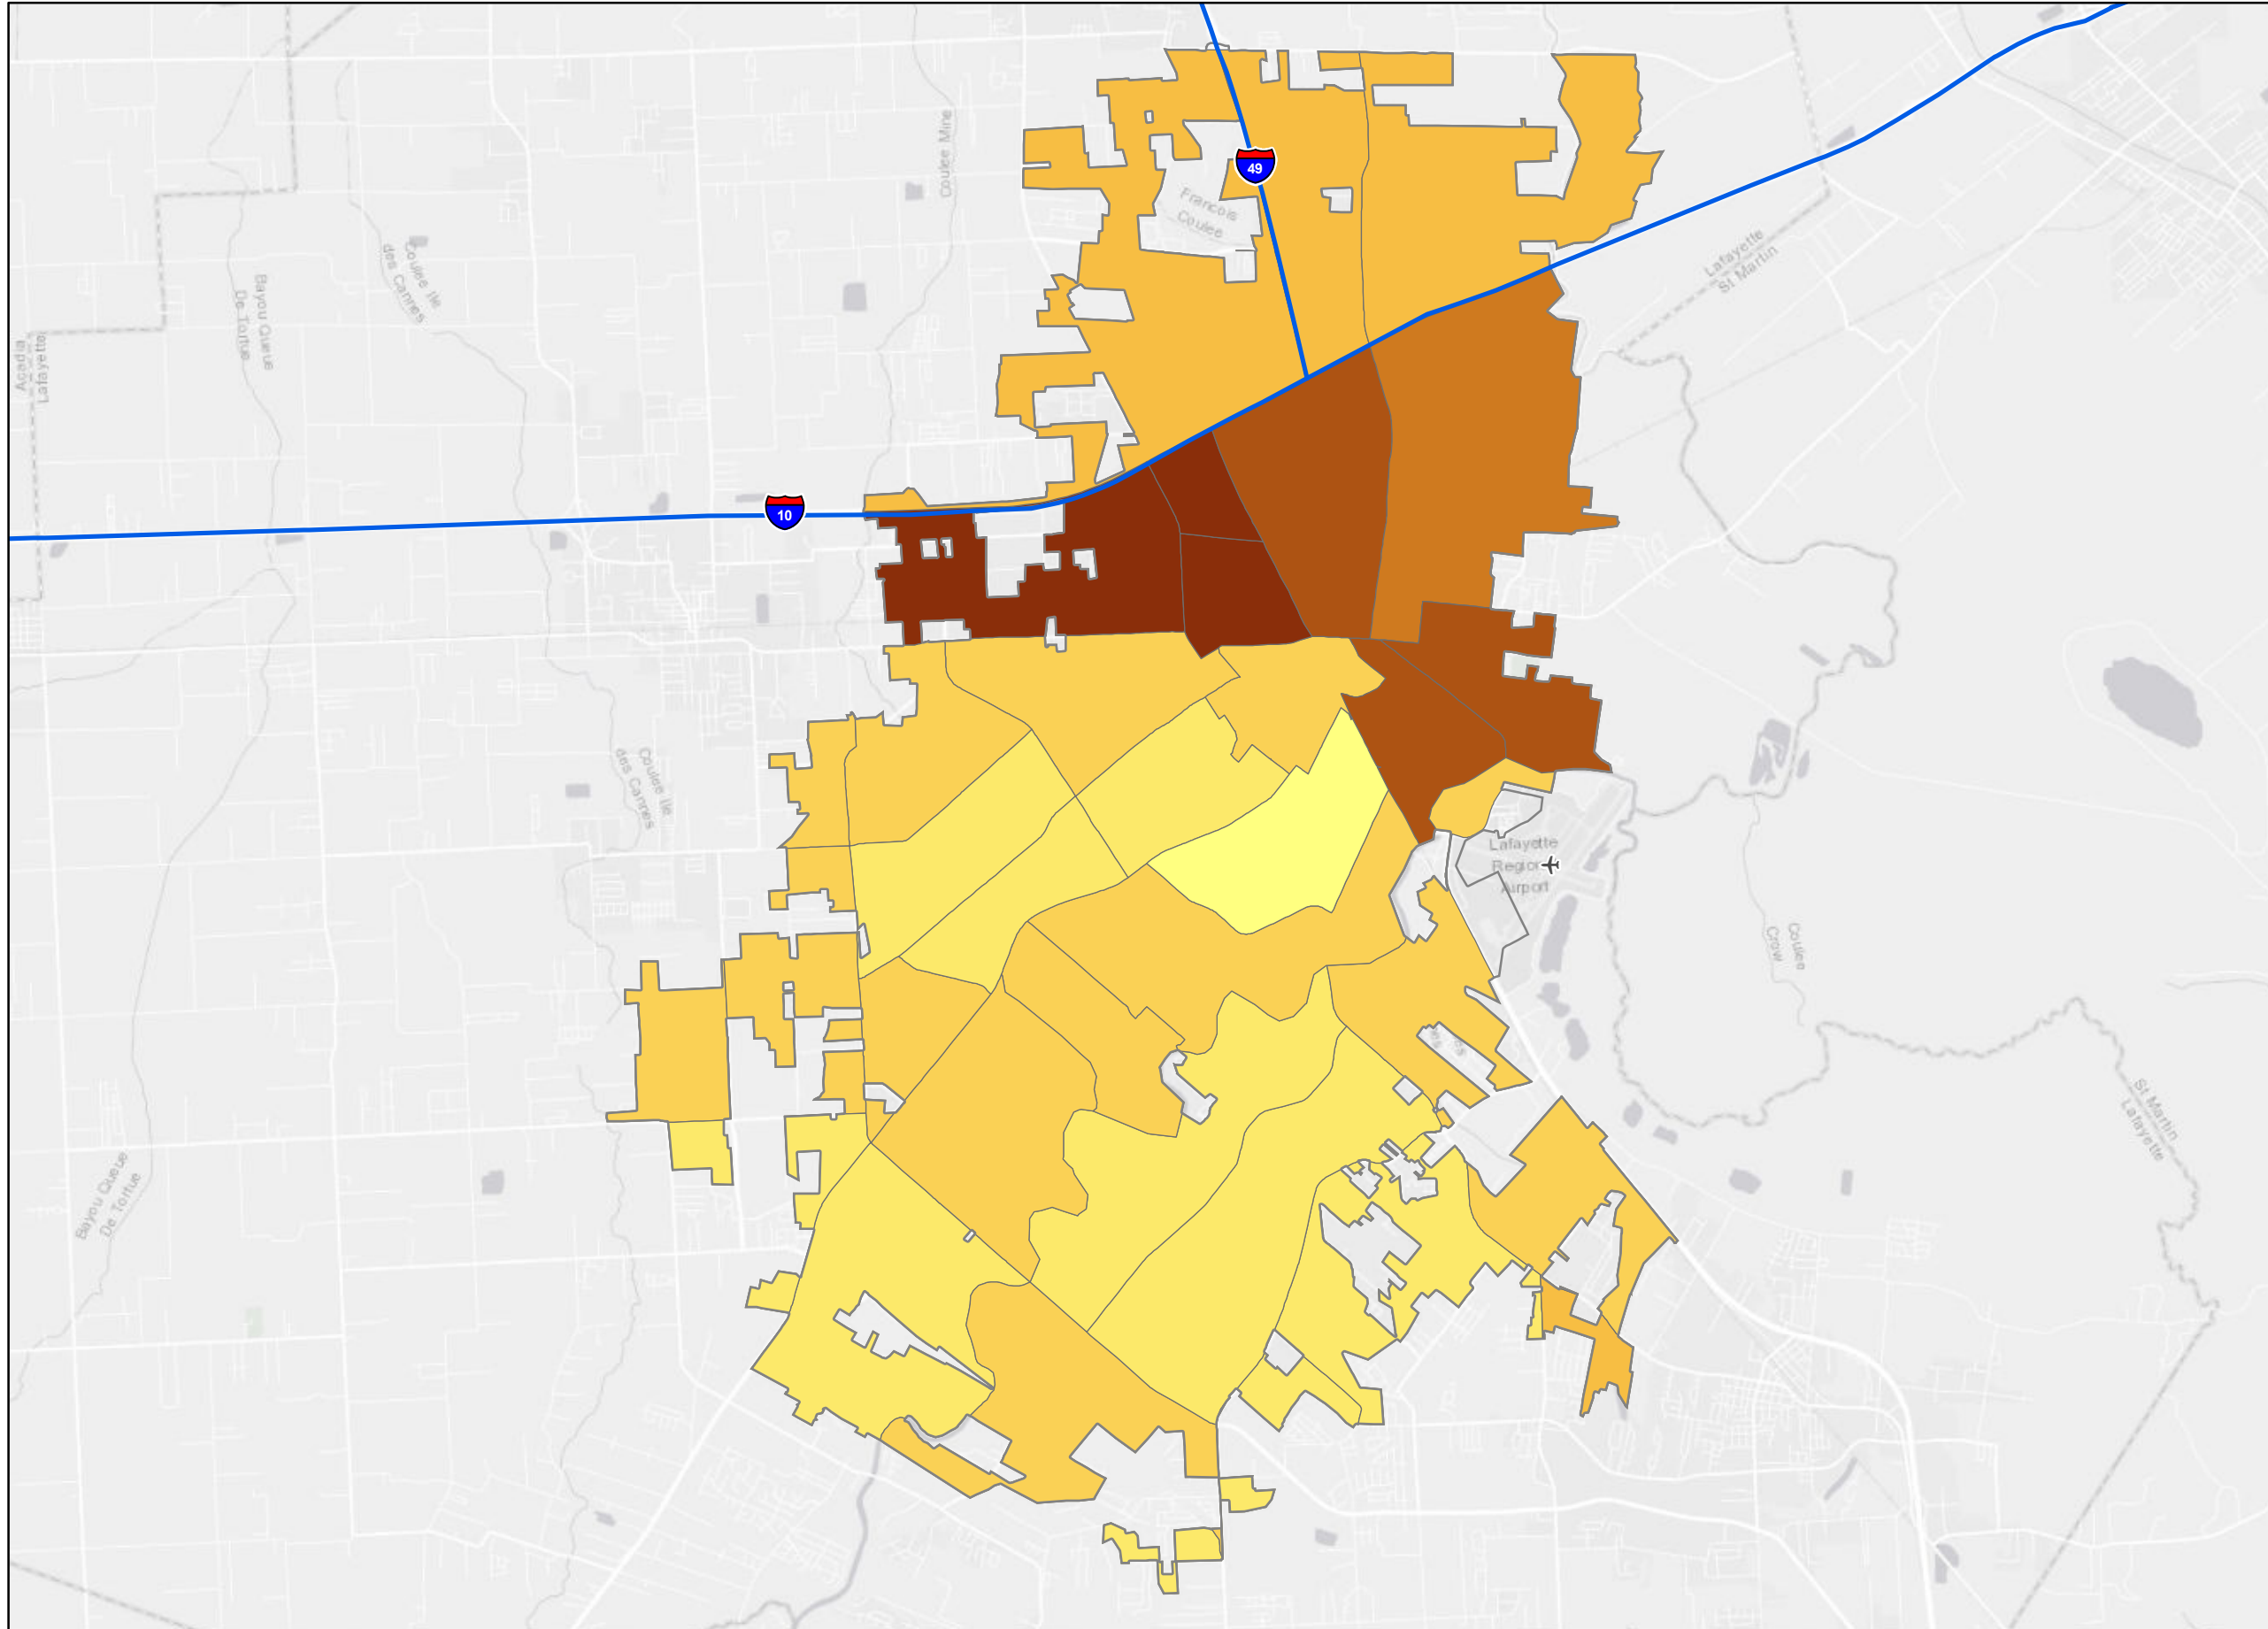 49
Coulee Mine
Francois
Coulee
Lafayette
St Martin
Coulee Ile
des Cannes
Bayou Queue
De Tortue
Acadia
Lafayette
10
Coulee Ile
des Cannes
Lafayette
Region
Airport
Coulee
Crow
St Martin
Lafayette
Bayou Queue
De Tortue